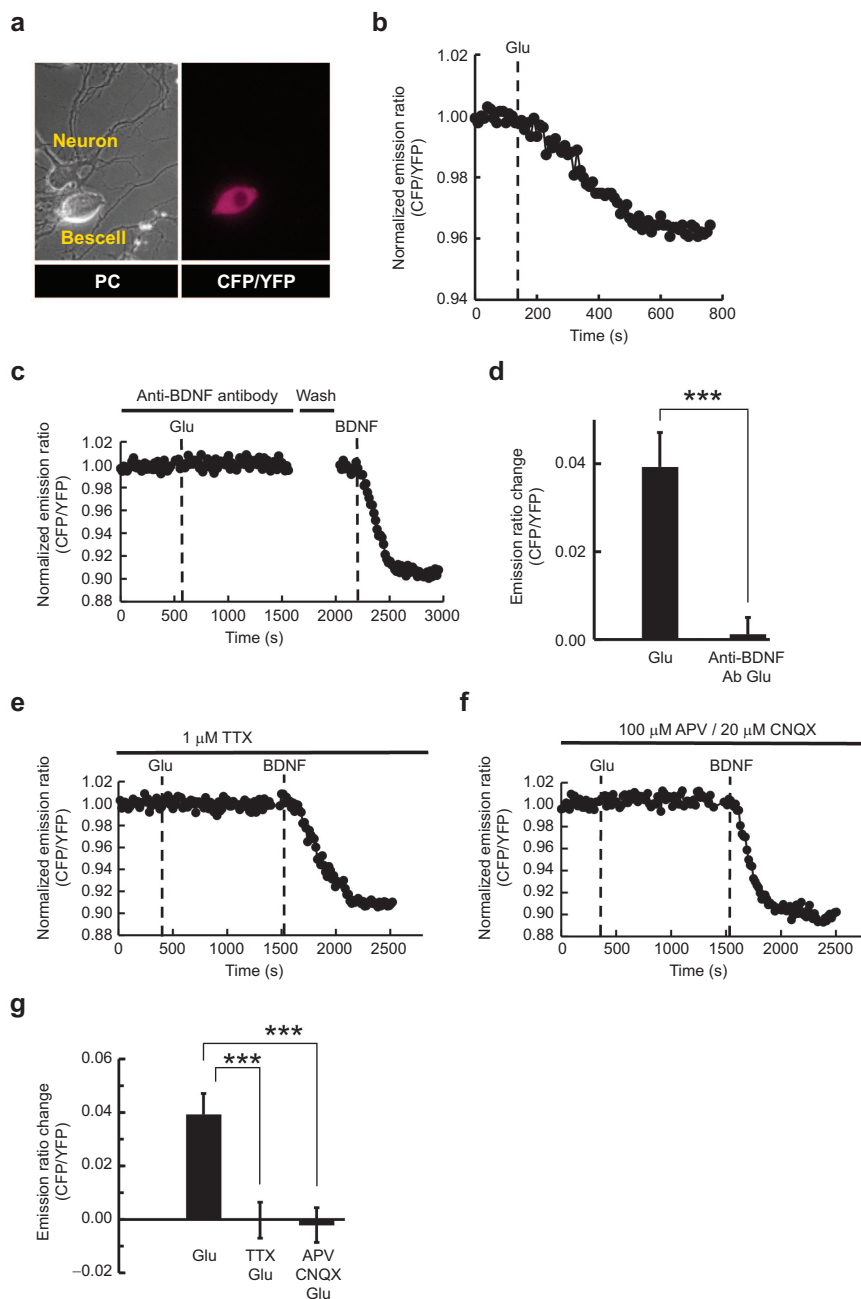 a
Neuron
Bescell
PC
CFP/YFP
b
Glu
Normalized emission ratio
(CFP/YFP)
1.02
1.00
0.98
0.96
0.94
0
200
400
600
800
Time (s)
c
Anti-BDNF antibody
Wash
Glu
BDNF
Normalized emission ratio
(CFP/YFP)
1.02
1.00
0.98
0.96
0.94
0.92
0.90
0.88
0
500
1000
1500
2000
2500
3000
Time (s)
d
***
Emission ratio change
(CFP/YFP)
0.04
0.02
0.00
Glu
Anti-BDNF
Ab Glu
e
1 μM TTX
Glu
BDNF
Normalized emission ratio
(CFP/YFP)
1.02
1.00
0.98
0.96
0.94
0.92
0.90
0.88
0
500
1000
1500
2000
2500
Time (s)
f
100 μM APV / 20 μM CNQX
Glu
BDNF
Normalized emission ratio
(CFP/YFP)
1.02
1.00
0.98
0.96
0.94
0.92
0.90
0.88
0
500
1000
1500
2000
2500
Time (s)
g
***
***
Emission ratio change
(CFP/YFP)
0.06
0.04
0.02
0.00
−0.02
Glu
TTX
Glu
APV
CNQX
Glu